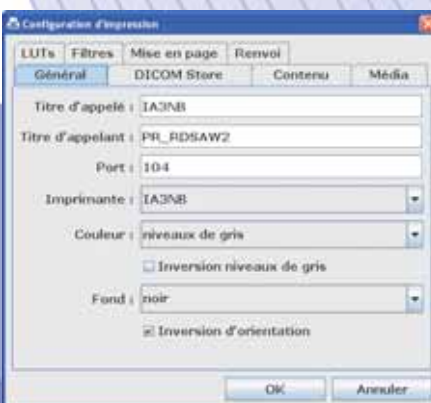 Configuration d'impression
LUTs Filtres Mise en page Renvoi
Général DICOM Store Contenu Média
Titre d'appelé : IA3NB
Titre d'appelant : PR_RDSAW2
Port : 104
Imprimante : IA3NB
Couleur : niveaux de gris
Inversion niveaux de gris
Fond : noir
Inversion d'orientation
OK Annuler